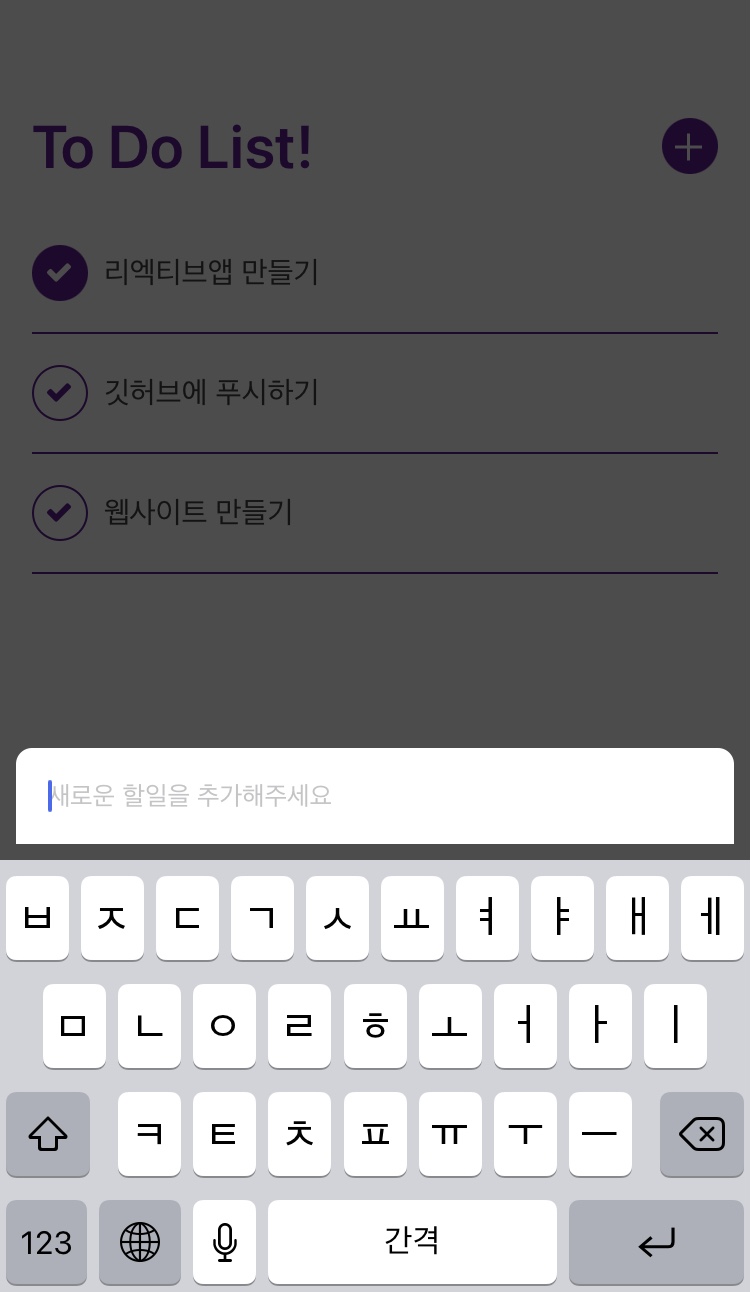 To Do List!
리엑티브앱 만들기
깃허브에 푸시하기
웹사이트 만들기
새로운 할일을 추가해주세요
ㅂ ㅈ ㄷ ㄱ ㅅ ㅛ ㅕ ㅑ ㅐ ㅔ
ㅁ ㄴ ㅇ ㄹ ㅎ ㅗ ㅓ ㅏ ㅣ
ㅋ ㅌ ㅊ ㅍ ㅠ ㅜ ㅡ
123 간격